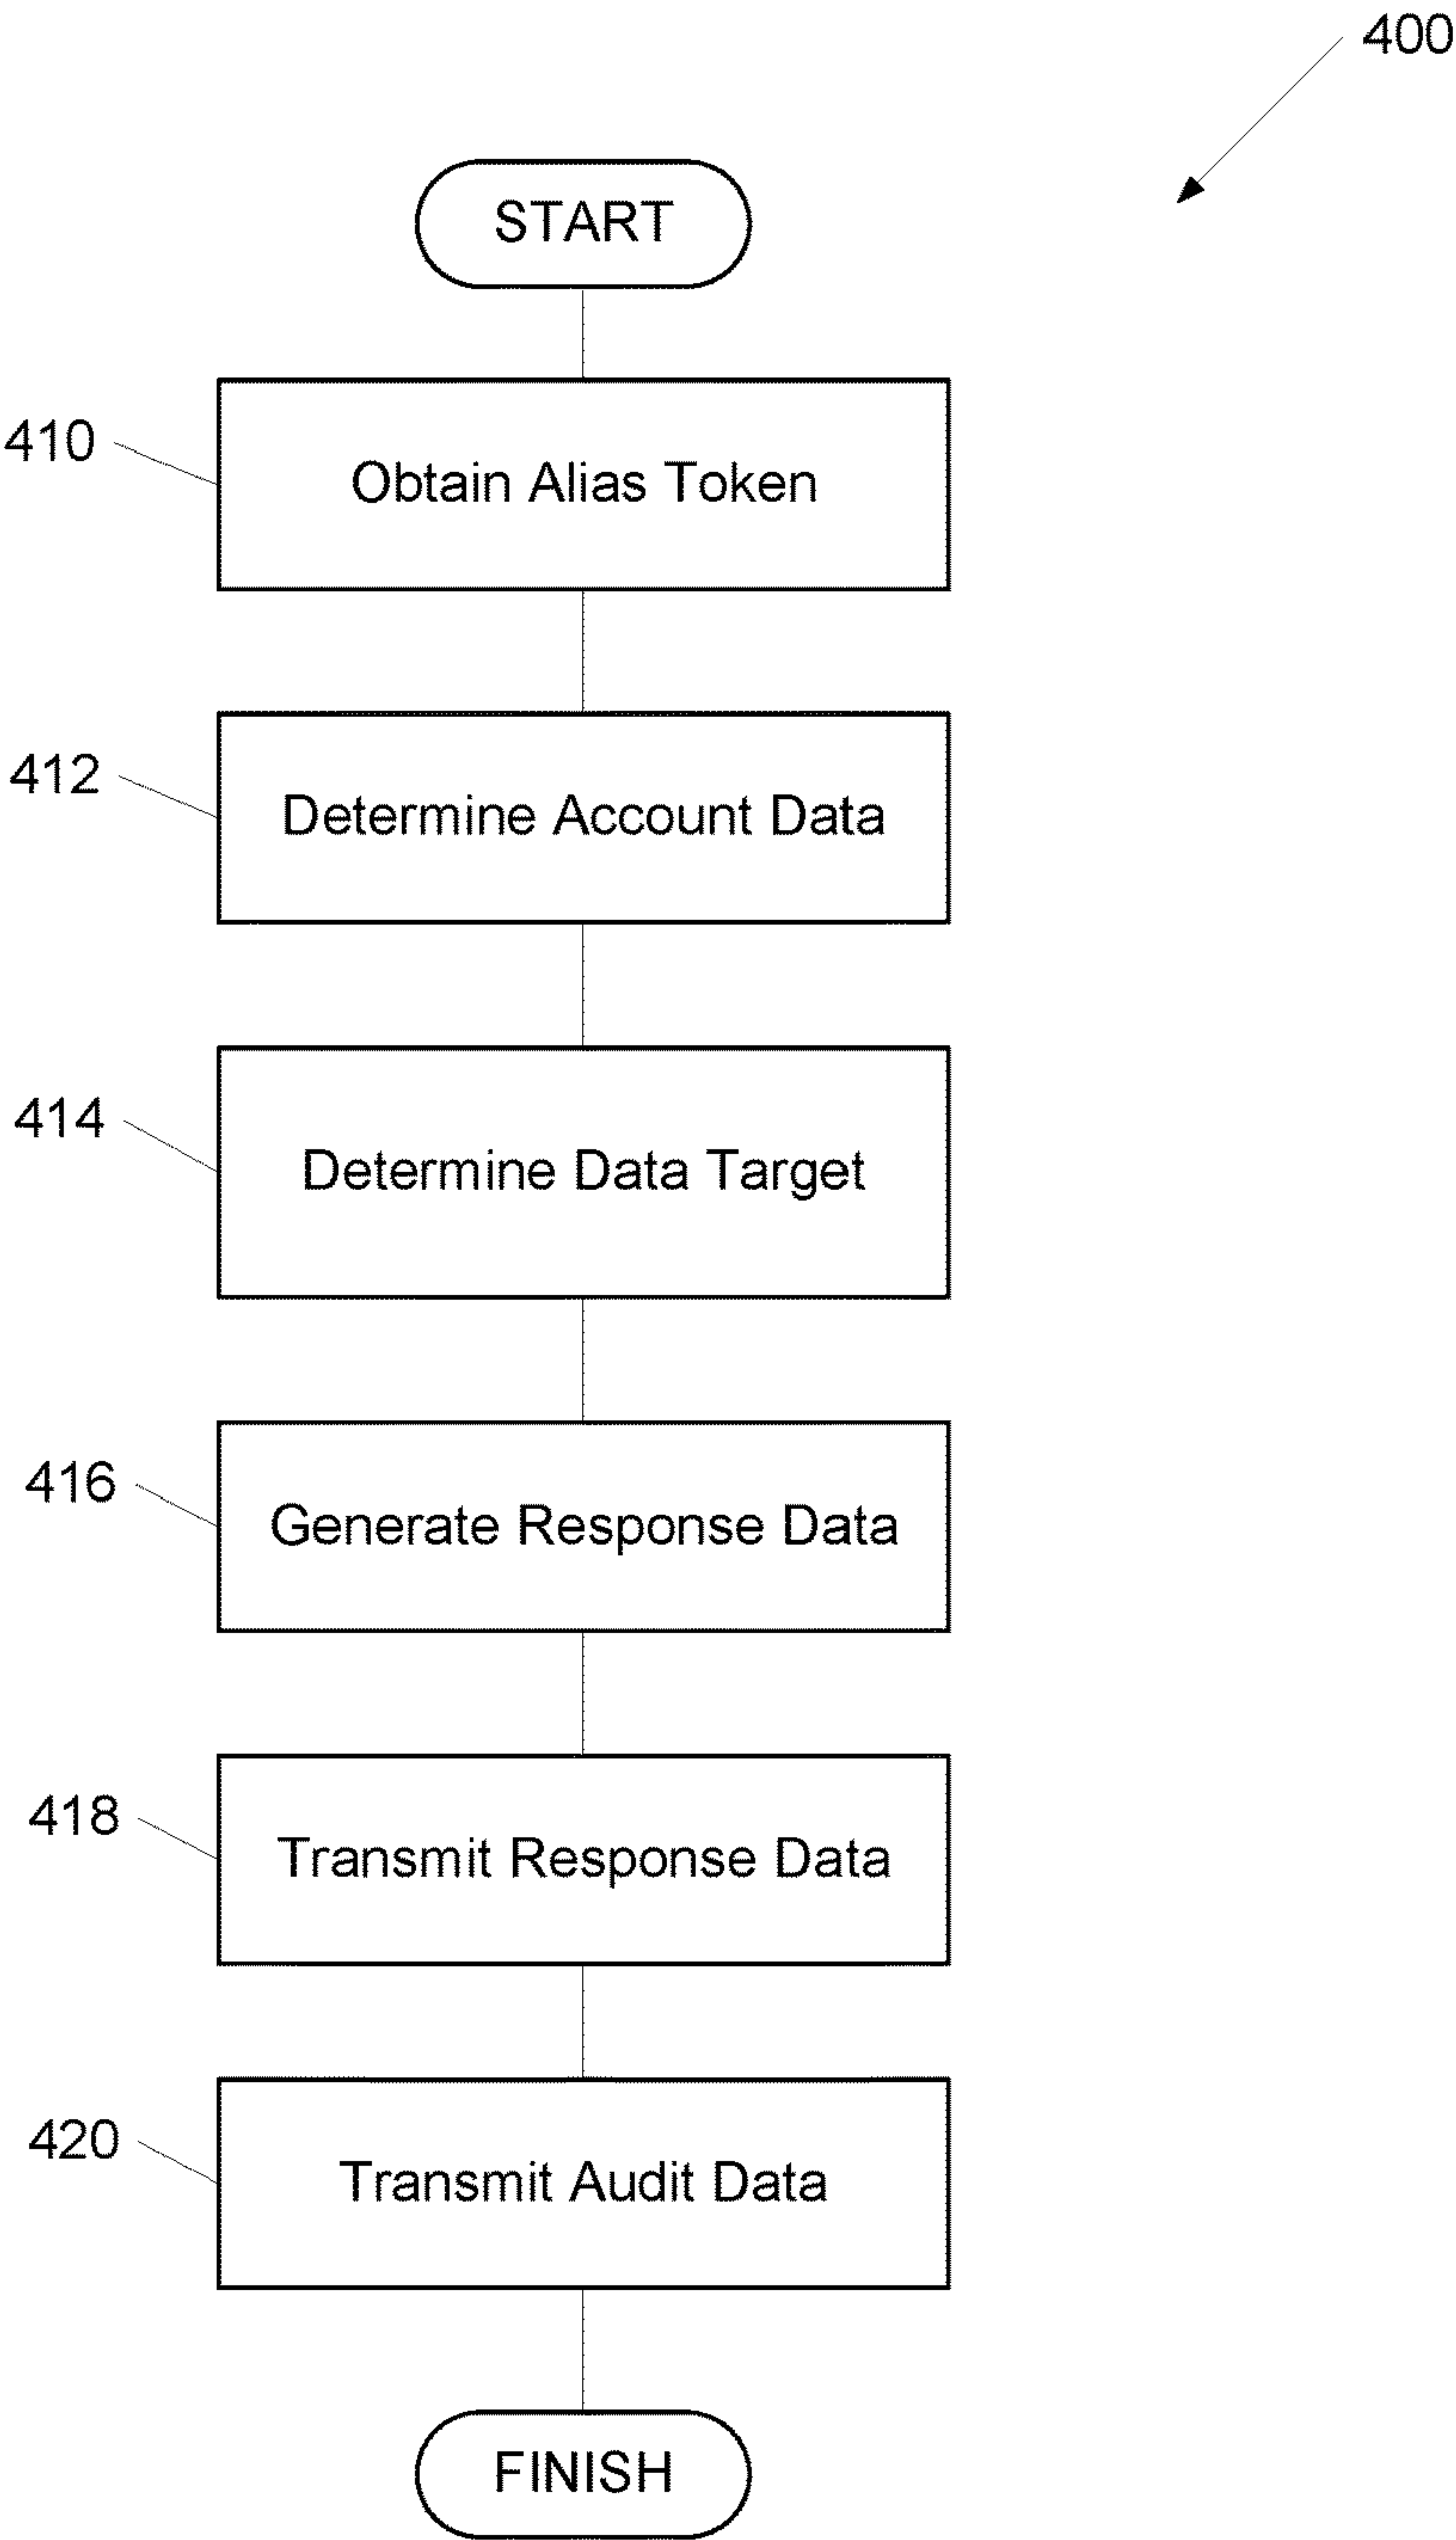 400
START
410
Obtain Alias Token
412
Determine Account Data
414
Determine Data Target
416
Generate Response Data
418
Transmit Response Data
420
Transmit Audit Data
FINISH